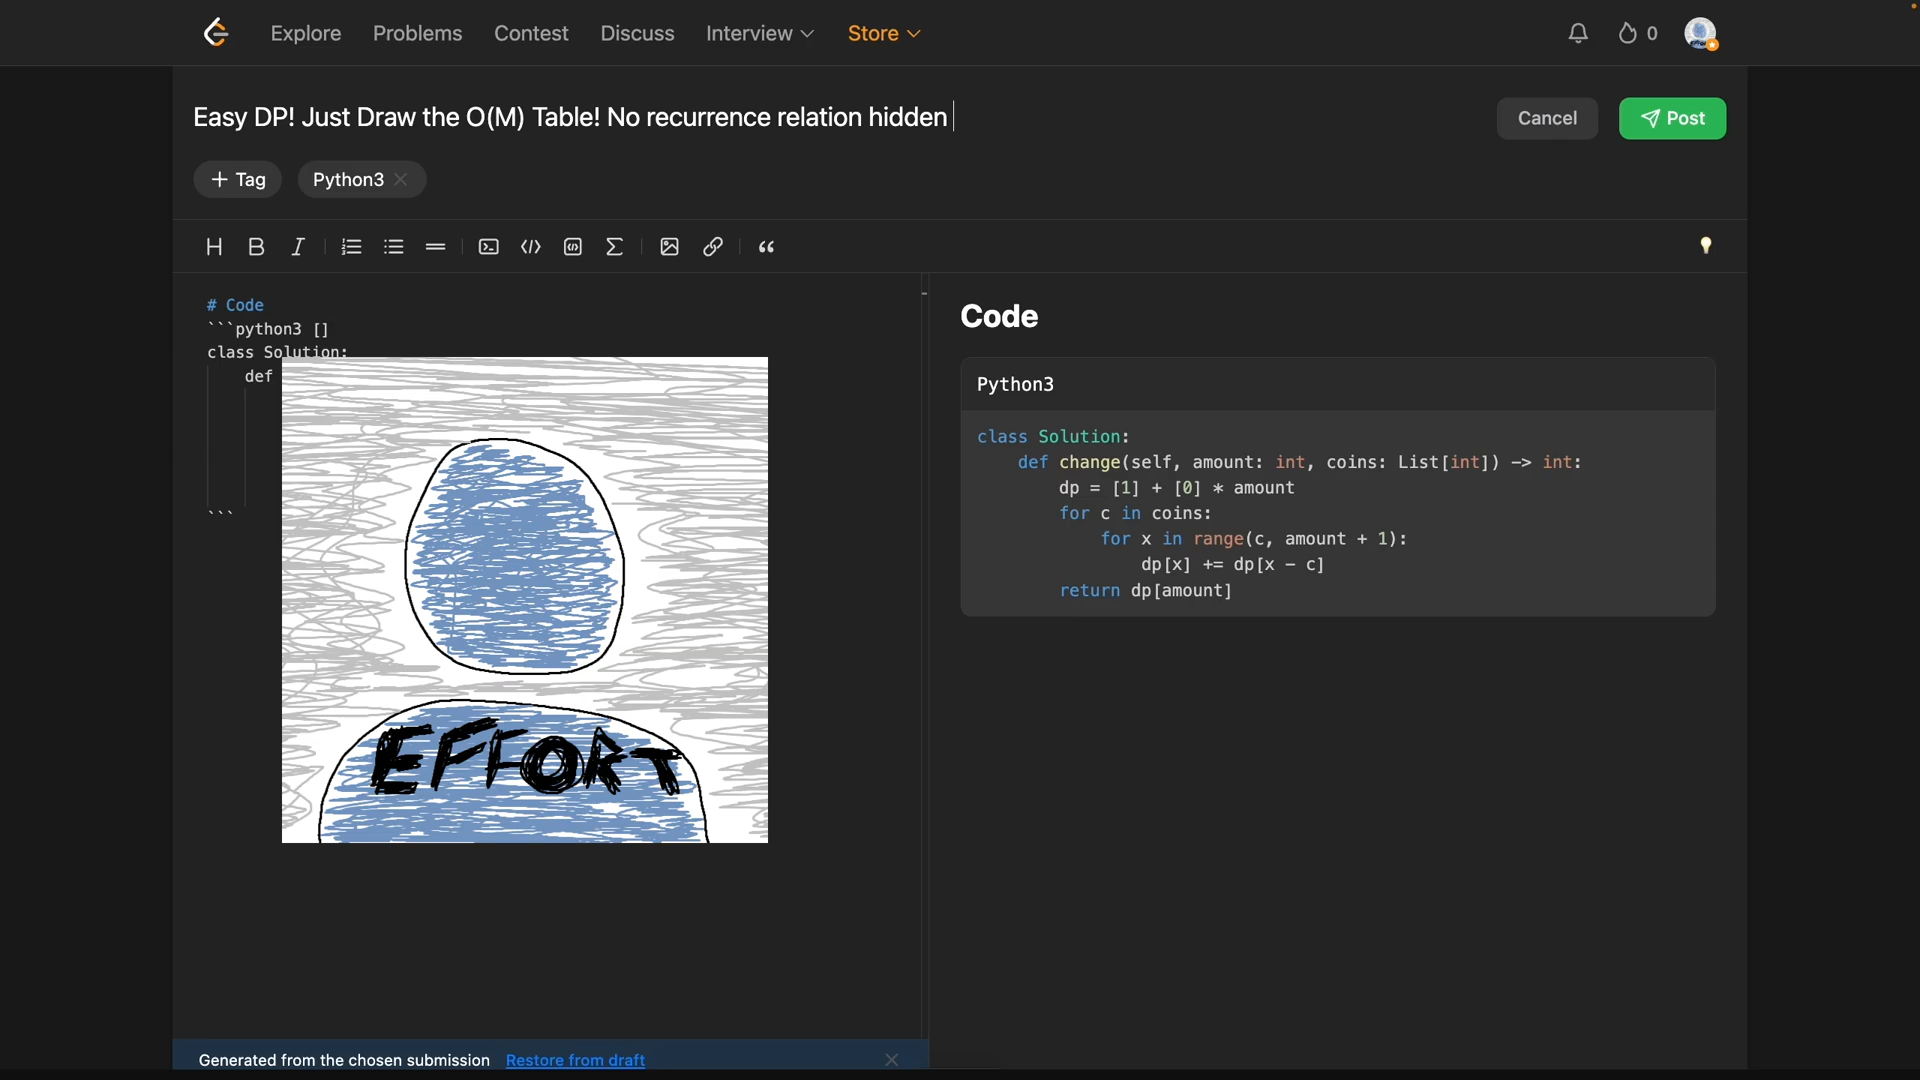 Explore Problems Contest Discuss Interview Store 0
Easy DP! Just Draw the O(M) Table! No recurrence relation hidden
Cancel Post
+ Tag Python3
# Code
```python3 []
class Solution:
def
```
EFFORT
Generated from the chosen submission Restore from draft
Code
Python3
class Solution:
def change(self, amount: int, coins: List[int]) -> int:
dp = [1] + [0] * amount
for c in coins:
for x in range(c, amount + 1):
dp[x] += dp[x - c]
return dp[amount]